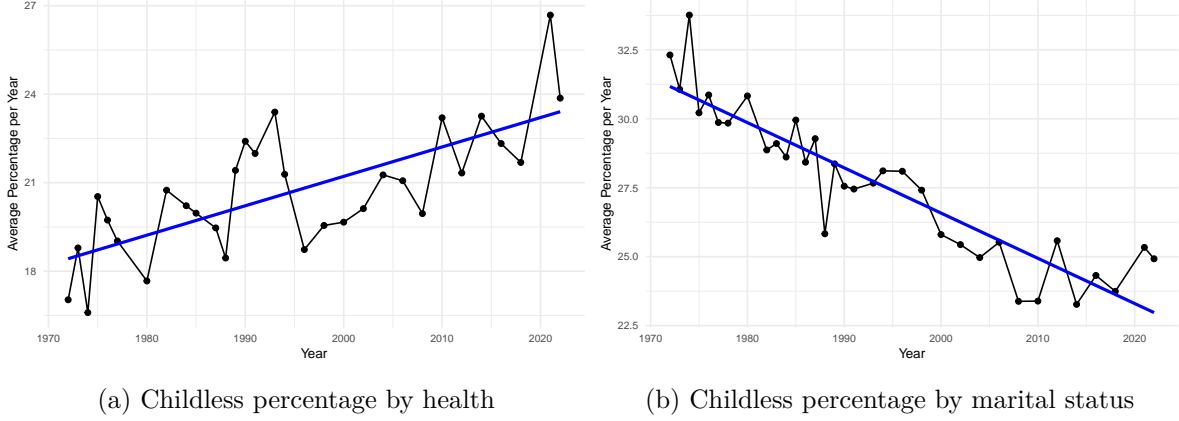 27
24
21
18
Average Percentage per Year
1970 1980 1990 2000 2010 2020
Year
(a) Childless percentage by health
32.5
30.0
27.5
25.0
22.5
Average Percentage per Year
1970 1980 1990 2000 2010 2020
Year
(b) Childless percentage by marital status